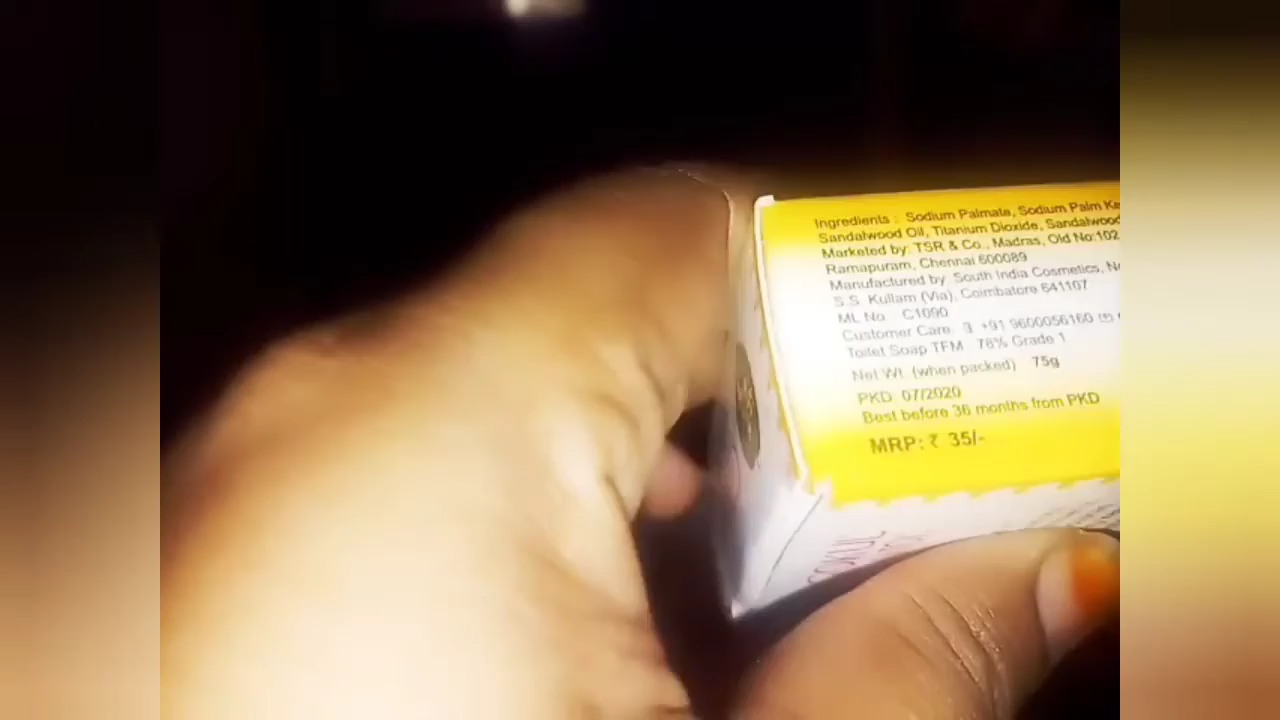 Ingredients : Sodium Palmate, Sodium Palm Ke
Sandalwood Oil, Titanium Dioxide, Sandalwood
Marketed by: TSR & Co., Madras, Old No:102
Ramapuram, Chennai 600089
Manufactured by: South India Cosmetics, N
S.S. Kullam (Via), Coimbatore 641107
ML No. C1090
Customer Care: +91 9600056160
Toilet Soap TFM 76% Grade 1
Net Wt. (when packed) 75g
PKD. 07/2020
Best before 36 months from PKD
MRP: ₹ 35/-